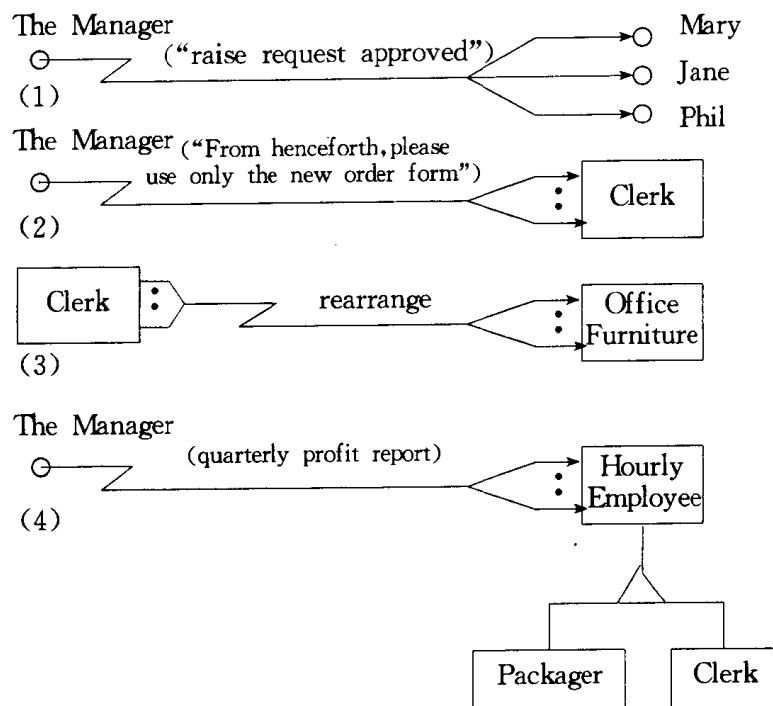 The Manager
(“raise request approved”)
Mary
Jane
Phil
(1)
The Manager
(“From henceforth,please
use only the new order form”)
Clerk
(2)
Clerk
rearrange
Office
Furniture
(3)
The Manager
(quarterly profit report)
Hourly
Employee
(4)
Packager
Clerk